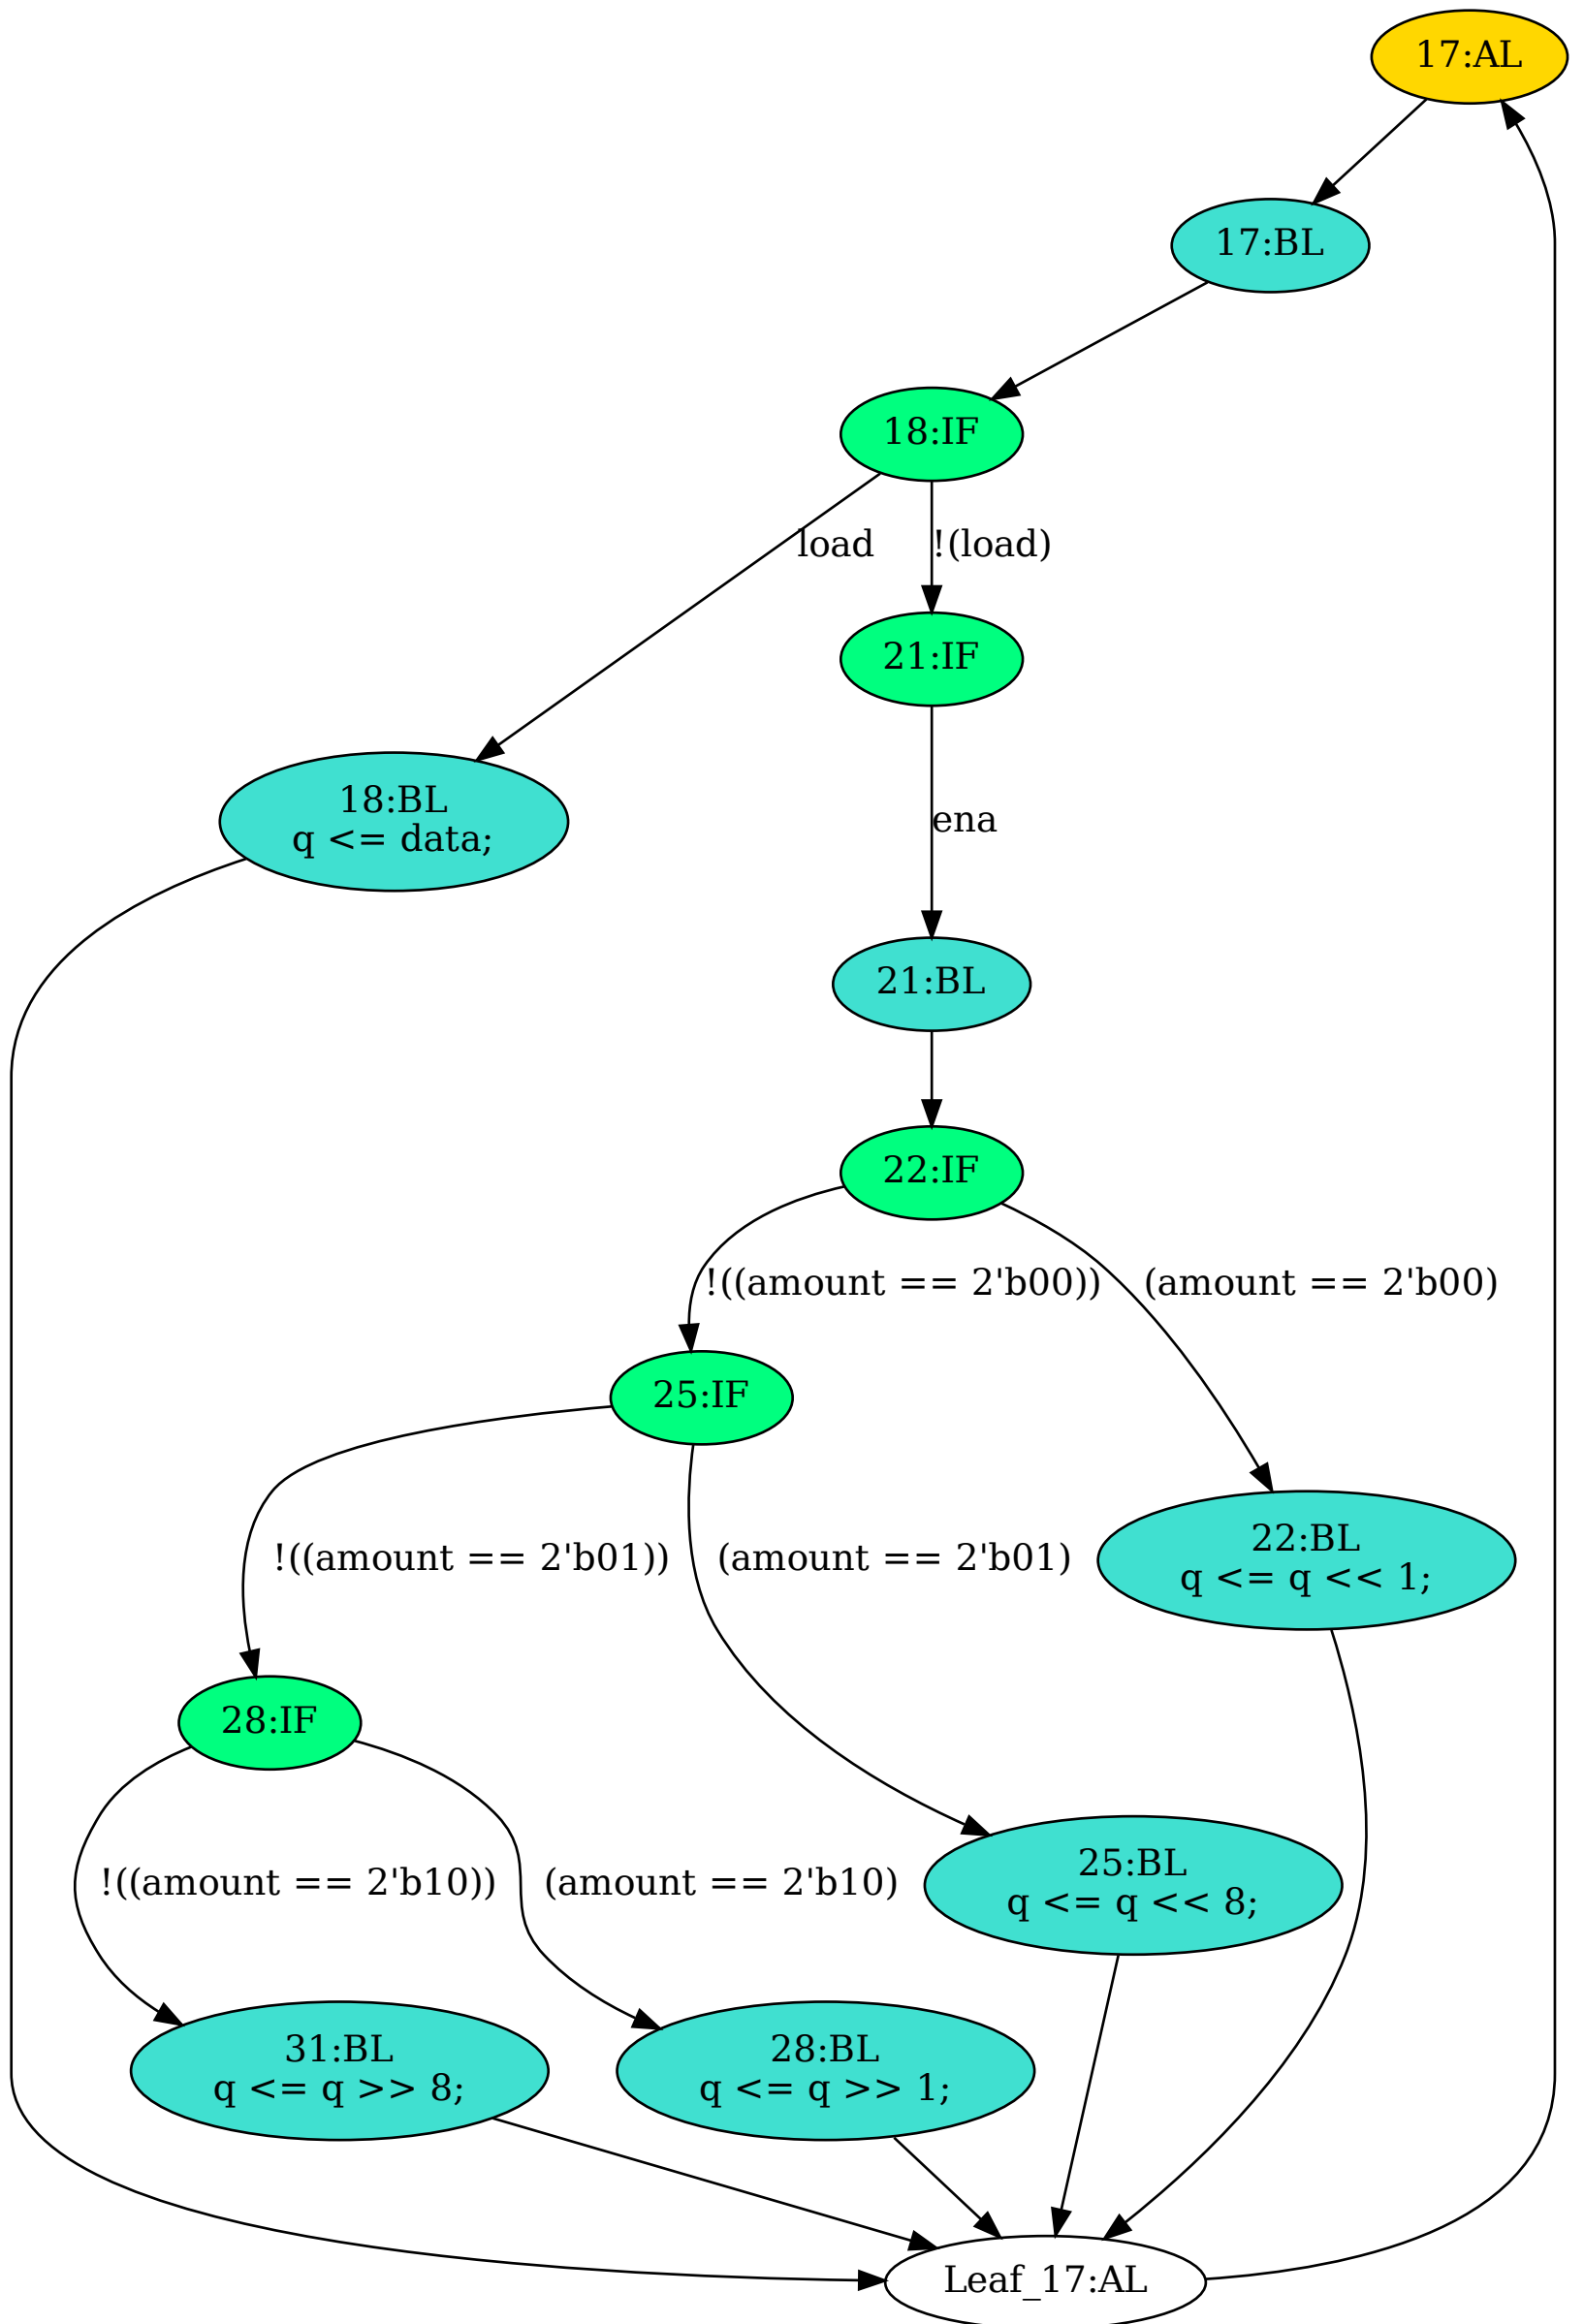 17:AL
17:BL
18:IF
load
!(load)
21:IF
18:BL
q <= data;
ena
21:BL
22:IF
!((amount == 2'b00))
(amount == 2'b00)
25:IF
!((amount == 2'b01))
(amount == 2'b01)
22:BL
q <= q << 1;
28:IF
!((amount == 2'b10))
(amount == 2'b10)
25:BL
q <= q << 8;
31:BL
q <= q >> 8;
28:BL
q <= q >> 1;
Leaf_17:AL